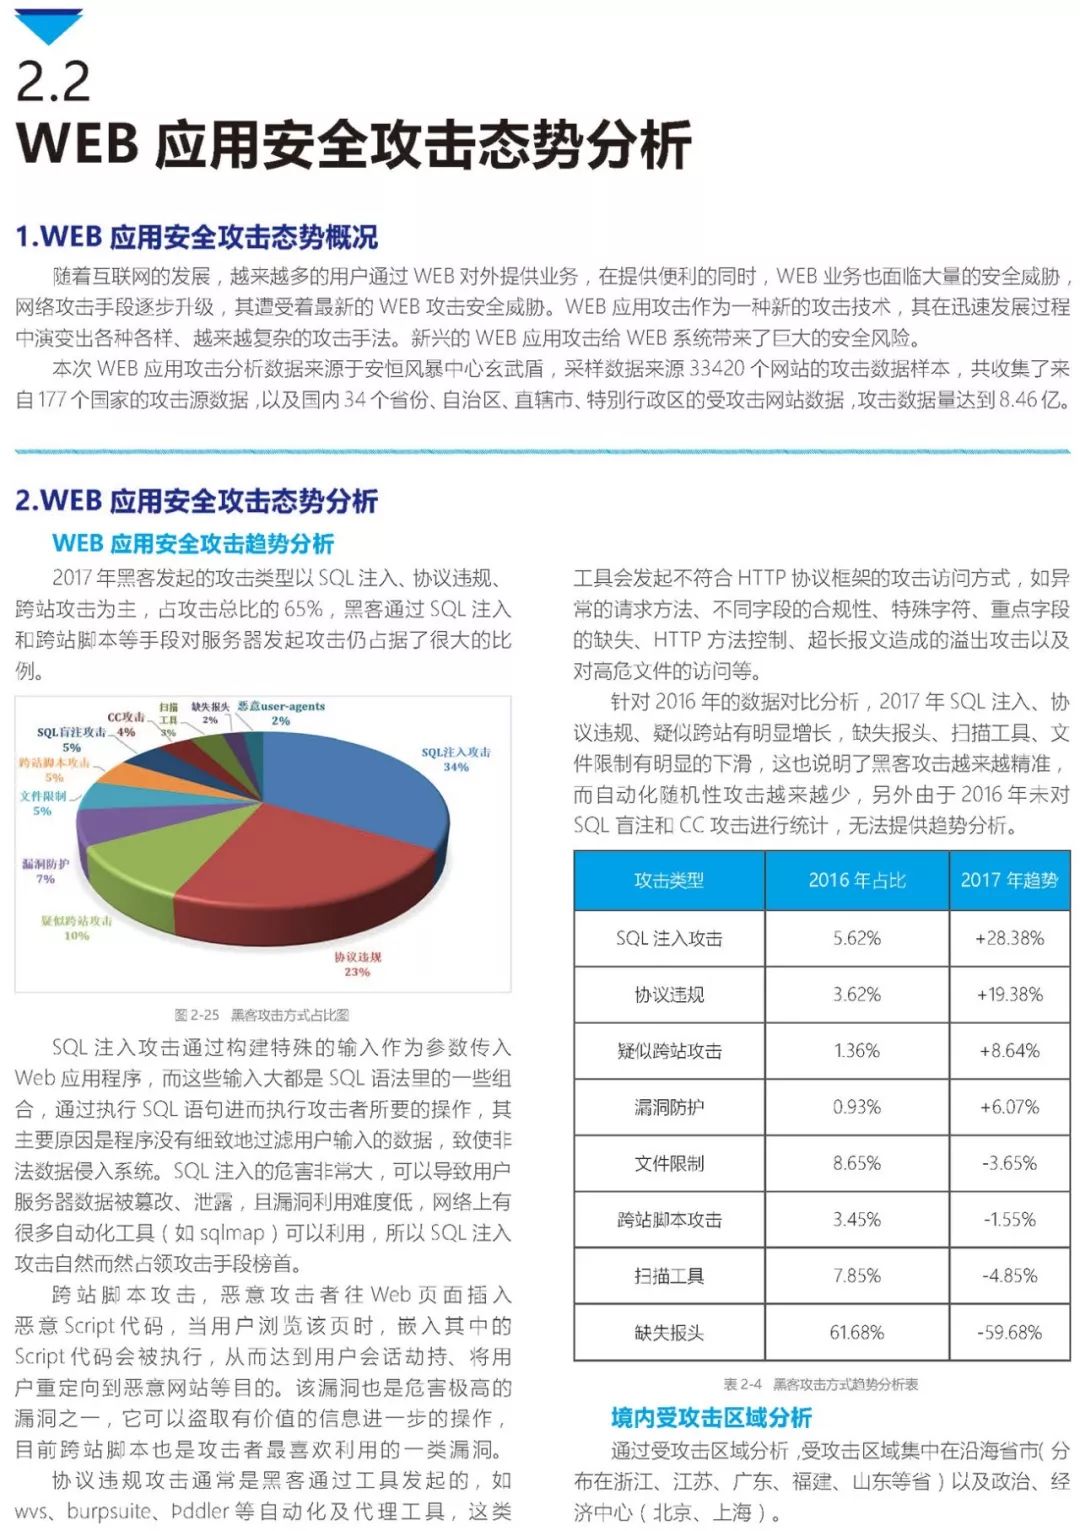 2.2
WEB 应用安全攻击态势分析
1.WEB 应用安全攻击态势概况
随着互联网的发展，越来越多的用户通过 WEB 对外提供业务，在提供便利的同时，WEB 业务也面临大量的安全威胁，
网络攻击手段逐步升级，其遭受着最新的 WEB 攻击安全威胁。WEB 应用攻击作为一种新的攻击技术，其在迅速发展过程
中演变出各种各样、越来越复杂的攻击手法。新兴的 WEB 应用攻击给 WEB 系统带来了巨大的安全风险。
本次 WEB 应用攻击分析数据来源于安恒风暴中心玄武盾，采样数据来源 33420 个网站的攻击数据样本，共收集了来
自 177 个国家的攻击源数据，以及国内 34 个省份、自治区、直辖市、特别行政区的受攻击网站数据，攻击数据量达到 8.46 亿。
2.WEB 应用安全攻击态势分析
WEB 应用安全攻击趋势分析
2017 年黑客发起的攻击类型以 SQL 注入、协议违规、
跨站攻击为主，占攻击总比的 65%，黑客通过 SQL 注入
和跨站脚本等手段对服务器发起攻击仍占据了很大的比
例。
扫描
工具
3%
缺失报头
2%
恶意user-agents
2%
CC攻击
4%
SQL盲注攻击
5%
跨站脚本攻击
5%
文件限制
5%
漏洞防护
7%
疑似跨站攻击
10%
协议违规
23%
SQL注入攻击
34%
图 2-25 黑客攻击方式占比图
SQL 注入攻击通过构建特殊的输入作为参数传入
Web 应用程序，而这些输入大都是 SQL 语法里的一些组
合，通过执行 SQL 语句进而执行攻击者所要的操作，其
主要原因是程序没有细致地过滤用户输入的数据，致使非
法数据侵入系统。SQL 注入的危害非常大，可以导致用户
服务器数据被篡改、泄露，且漏洞利用难度低，网络上有
很多自动化工具（如 sqlmap）可以利用，所以 SQL 注入
攻击自然而然占领攻击手段榜首。
跨站脚本攻击，恶意攻击者往 Web 页面插入
恶意 Script 代码，当用户浏览该页时，嵌入其中的
Script 代码会被执行，从而达到用户会话劫持、将用
户重定向到恶意网站等目的。该漏洞也是危害极高的
漏洞之一，它可以盗取有价值的信息进一步的操作，
目前跨站脚本也是攻击者最喜欢利用的一类漏洞。
协议违规攻击通常是黑客通过工具发起的，如
wvs、burpsuite、Þddler 等自动化及代理工具，这类
工具会发起不符合 HTTP 协议框架的攻击访问方式，如异
常的请求方法、不同字段的合规性、特殊字符、重点字段
的缺失、HTTP 方法控制、超长报文造成的溢出攻击以及
对高危文件的访问等。
针对 2016 年的数据对比分析，2017 年 SQL 注入、协
议违规、疑似跨站有明显增长，缺失报头、扫描工具、文
件限制有明显的下滑，这也说明了黑客攻击越来越精准，
而自动化随机性攻击越来越少，另外由于 2016 年未对
SQL 盲注和 CC 攻击进行统计，无法提供趋势分析。
攻击类型 2016 年占比 2017 年趋势
SQL 注入攻击 5.62% +28.38%
协议违规 3.62% +19.38%
疑似跨站攻击 1.36% +8.64%
漏洞防护 0.93% +6.07%
文件限制 8.65% -3.65%
跨站脚本攻击 3.45% -1.55%
扫描工具 7.85% -4.85%
缺失报头 61.68% -59.68%
表 2-4 黑客攻击方式趋势分析表
境内受攻击区域分析
通过受攻击区域分析，受攻击区域集中在沿海省市（分
布在浙江、江苏、广东、福建、山东等省）以及政治、经
济中心（北京、上海）。